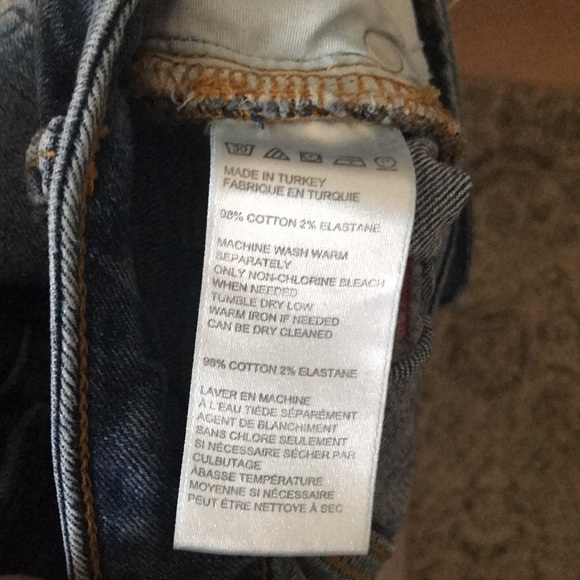 30
MADE IN TURKEY
FABRIQUE EN TURQUIE
98% COTTON 2% ELASTANE
MACHINE WASH WARM
SEPARATELY
ONLY NON-CHLORINE BLEACH
WHEN NEEDED
TUMBLE DRY LOW
WARM IRON IF NEEDED
CAN BE DRY CLEANED
98% COTTON 2% ELASTANE
LAVER EN MACHINE
À L'EAU TIÈDE SÉPARÉMENT
AGENT DE BLANCHIMENT
SANS CHLORE SEULEMENT
SI NÉCESSAIRE SÉCHER PAR
CULBUTAGE
ABASSE TEMPÉRATURE
MOYENNE SI NÉCESSAIRE
PEUT ÉTRE NETTOYÉ À SEC